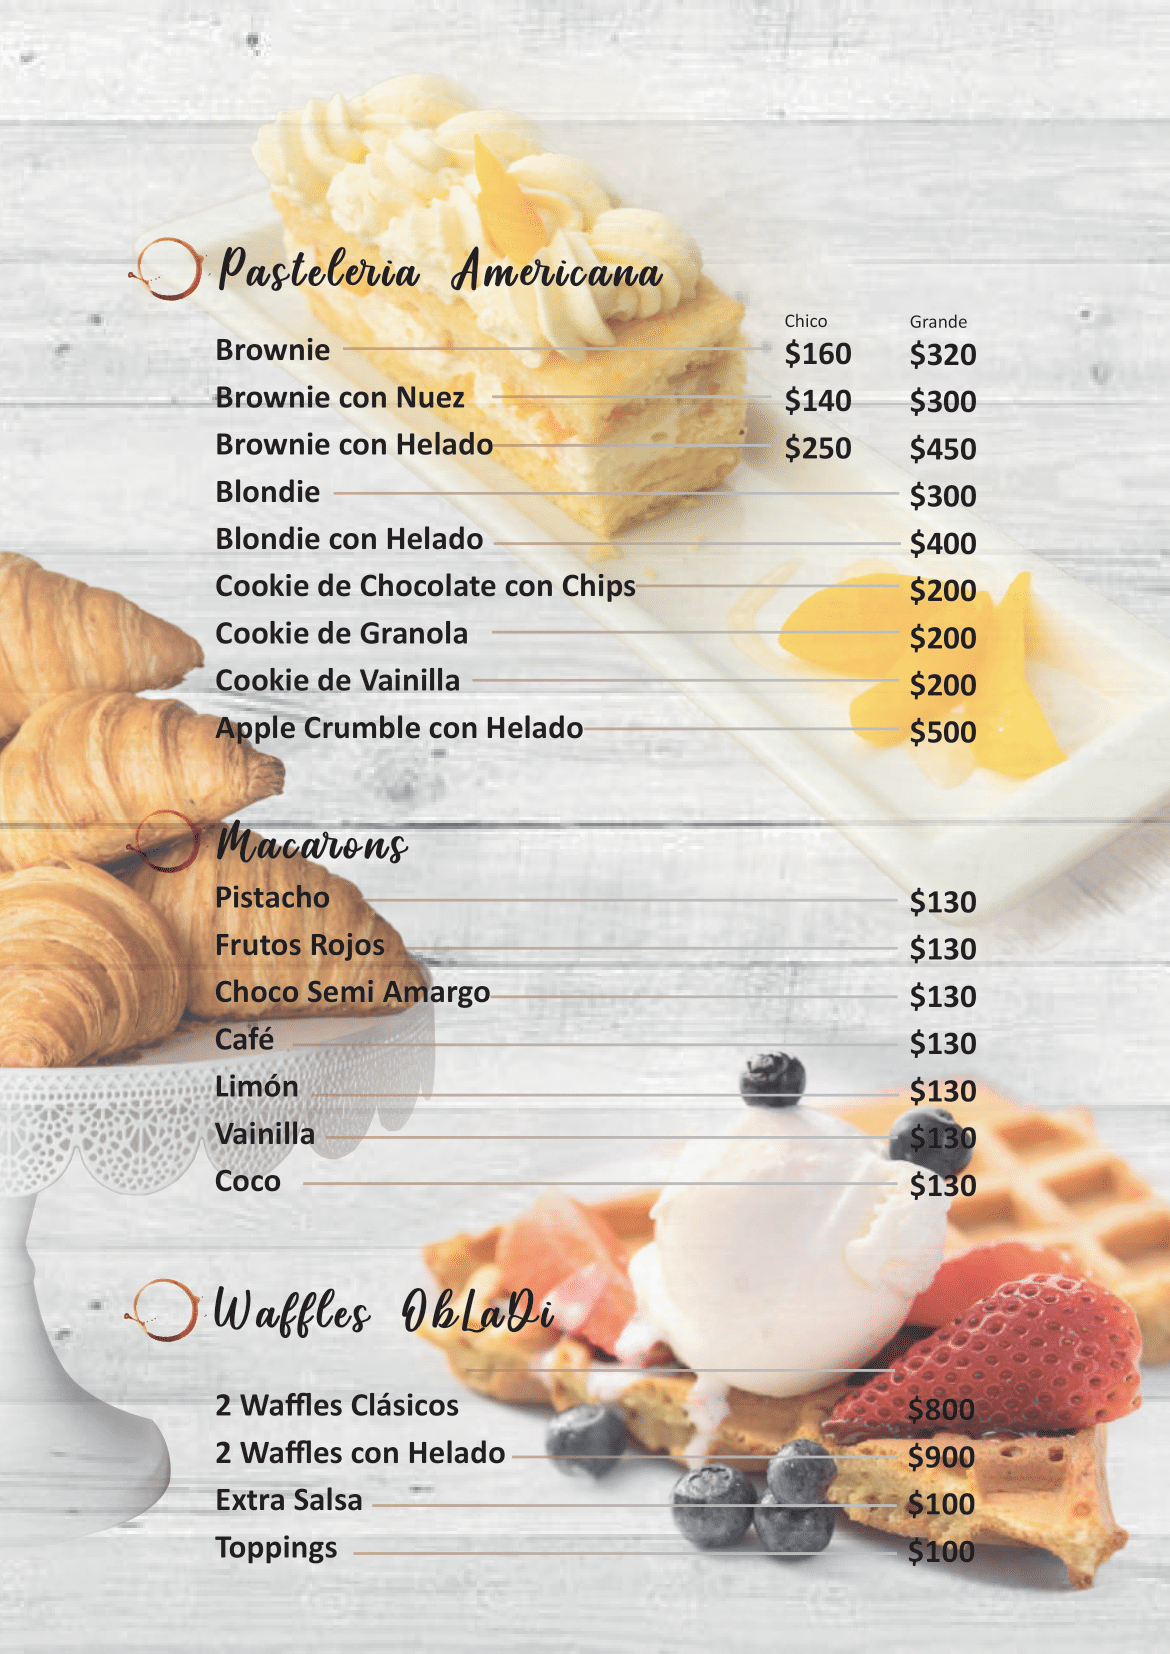 Pasteleria Americana
Chico Grande
Brownie $160 $320
Brownie con Nuez $140 $300
Brownie con Helado $250 $450
Blondie $300
Blondie con Helado $400
Cookie de Chocolate con Chips $200
Cookie de Granola $200
Cookie de Vainilla $200
Apple Crumble con Helado $500
Macarons
Pistacho $130
Frutos Rojos $130
Choco Semi Amargo $130
Café $130
Limón $130
Vainilla $130
Coco $130
Waffles ObLaDi
2 Waffles Clásicos $800
2 Waffles con Helado $900
Extra Salsa $100
Toppings $100